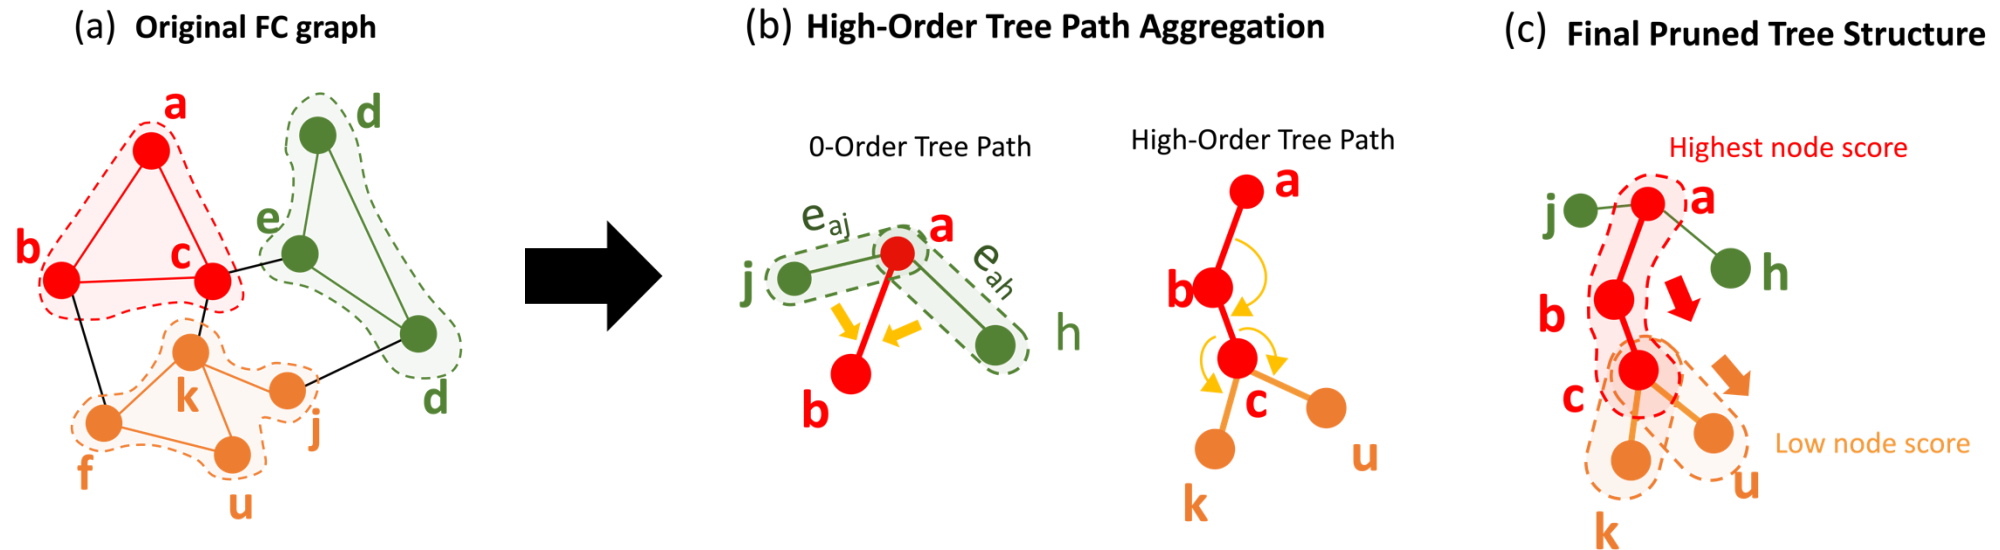 (a) Original FC graph
a
d
b
c
e
k
j
f
u
d
(b) High-Order Tree Path Aggregation
0-Order Tree Path
e_aj
a
e_ah
j
h
b
High-Order Tree Path
a
b
c
u
k
(c) Final Pruned Tree Structure
Highest node score
j
a
h
b
c
Low node score
u
k